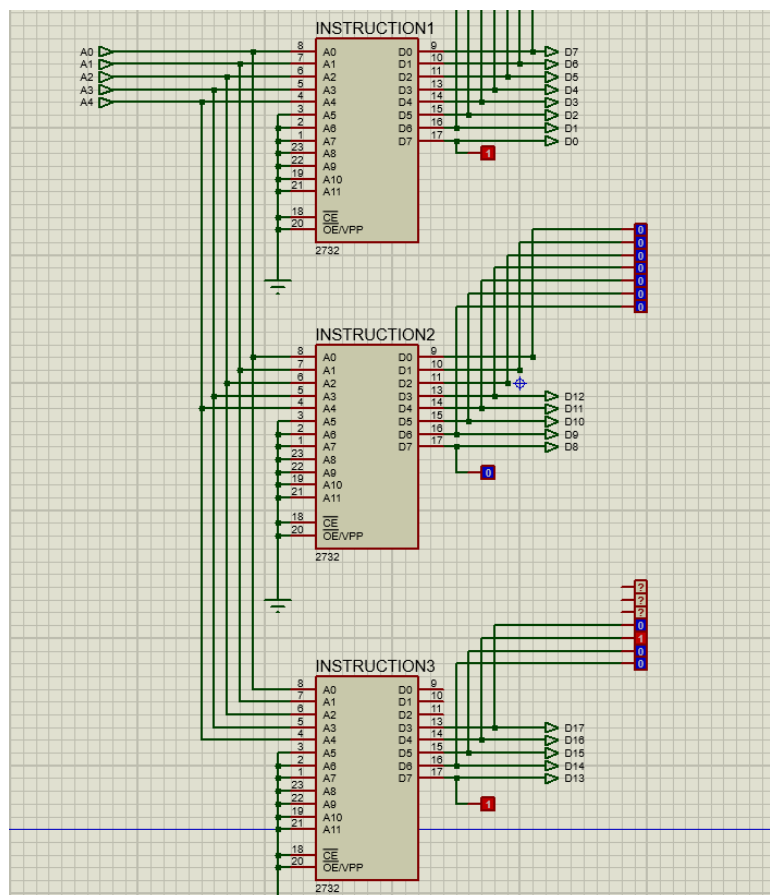 INSTRUCTION1
A0 8 A0 D0 9 D7
A1 7 A1 D1 10 D6
A2 6 A2 D2 11 D5
A3 5 A3 D3 13 D4
A4 4 A4 D4 14 D3
3 A5 D5 15 D2
2 A6 D6 16 D1
1 A7 D7 17 D0
23 A8 1
22 A9
19 A10
21 A11
18 CE
20 OE/VPP
2732
0
0
0
0
0
0
0
INSTRUCTION2
8 A0 D0 9
7 A1 D1 10
6 A2 D2 11
5 A3 D3 13 D12
4 A4 D4 14 D11
3 A5 D5 15 D10
2 A6 D6 16 D9
1 A7 D7 17 D8
23 A8
22 A9 0
19 A10
21 A11
18 CE
20 OE/VPP
2732
?
?
?
0
1
0
0
INSTRUCTION3
8 A0 D0 9
7 A1 D1 10
6 A2 D2 11
5 A3 D3 13 D17
4 A4 D4 14 D16
3 A5 D5 15 D15
2 A6 D6 16 D14
1 A7 D7 17 D13
23 A8
22 A9 1
19 A10
21 A11
18 CE
20 OE/VPP
2732